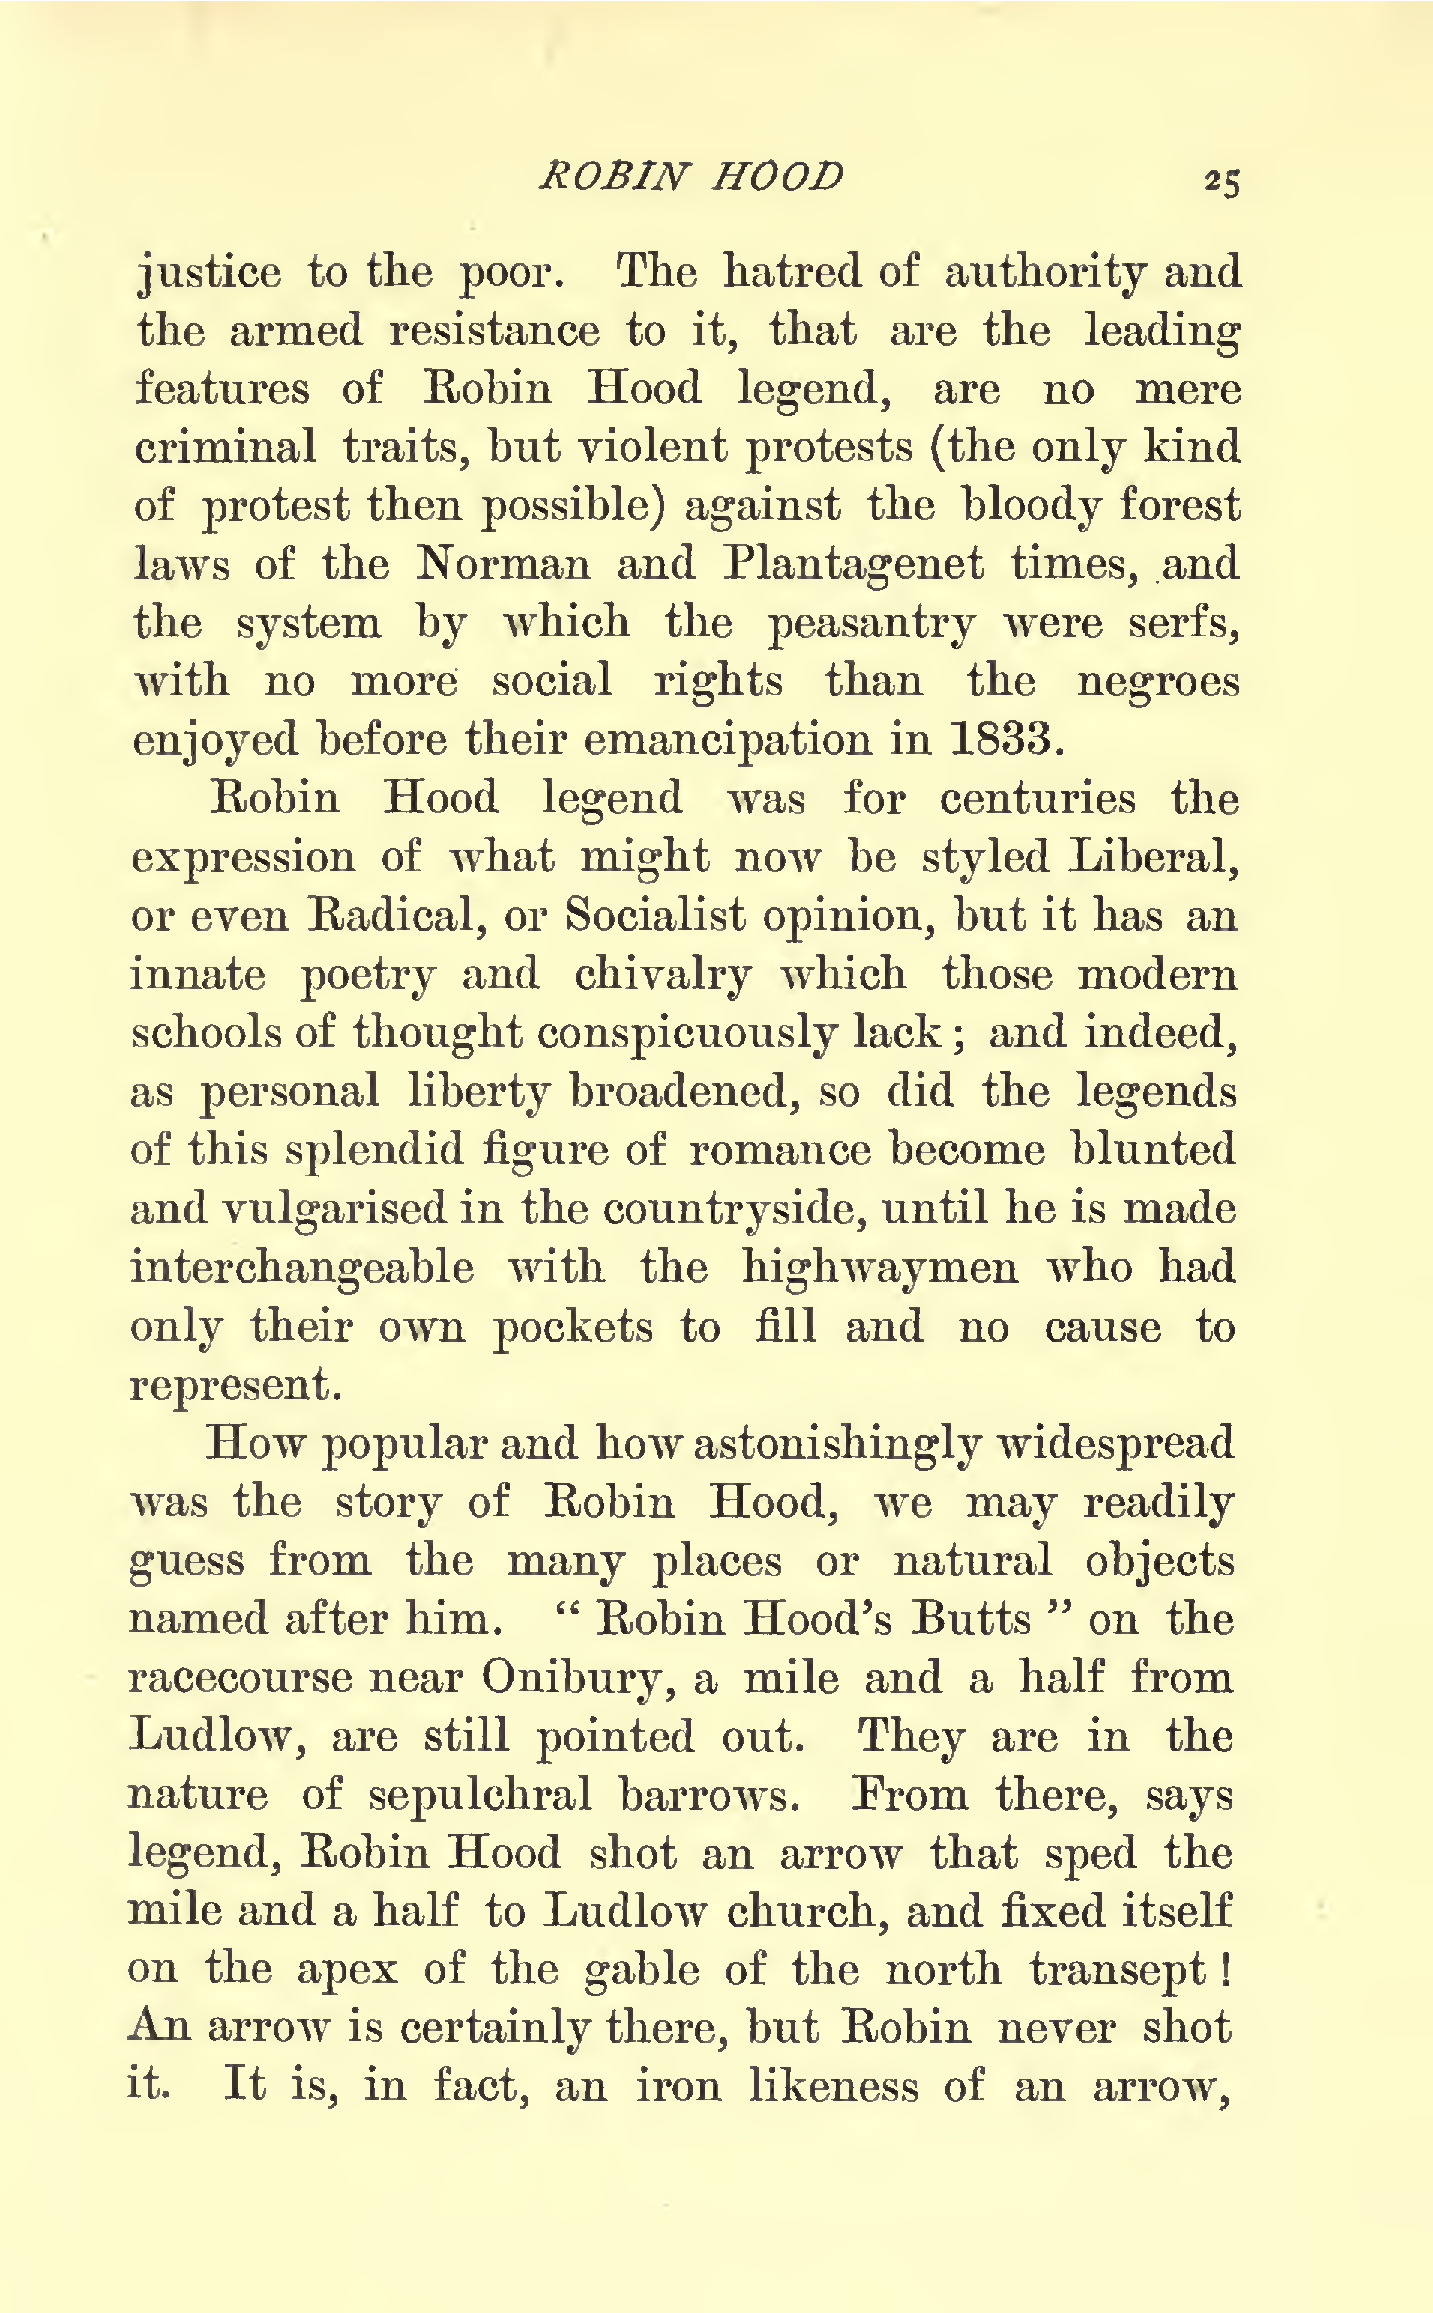 ROBIN HOOD 25
justice to the poor. The hatred of authority and
the armed resistance to it, that are the leading
features of Robin Hood legend, are no mere
criminal traits, but violent protests (the only kind
of protest then possible) against the bloody forest
laws of the Norman and Plantagenet times, and
the system by which the peasantry were serfs,
with no more social rights than the negroes
enjoyed before their emancipation in 1833.
Robin Hood legend was for centuries the
expression of what might now be styled Liberal,
or even Radical, or Socialist opinion, but it has an
innate poetry and chivalry which those modern
schools of thought conspicuously lack ; and indeed,
as personal liberty broadened, so did the legends
of this splendid figure of romance become blunted
and vulgarised in the countryside, until he is made
interchangeable with the highwaymen who had
only their own pockets to fill and no cause to
represent.
How popular and how astonishingly widespread
was the story of Robin Hood, we may readily
guess from the many places or natural objects
named after him. “ Robin Hood’s Butts ” on the
racecourse near Onibury, a mile and a half from
Ludlow, are still pointed out. They are in the
nature of sepulchral barrows. From there, says
legend, Robin Hood shot an arrow that sped the
mile and a half to Ludlow church, and fixed itself
on the apex of the gable of the north transept !
An arrow is certainly there, but Robin never shot
it. It is, in fact, an iron likeness of an arrow,